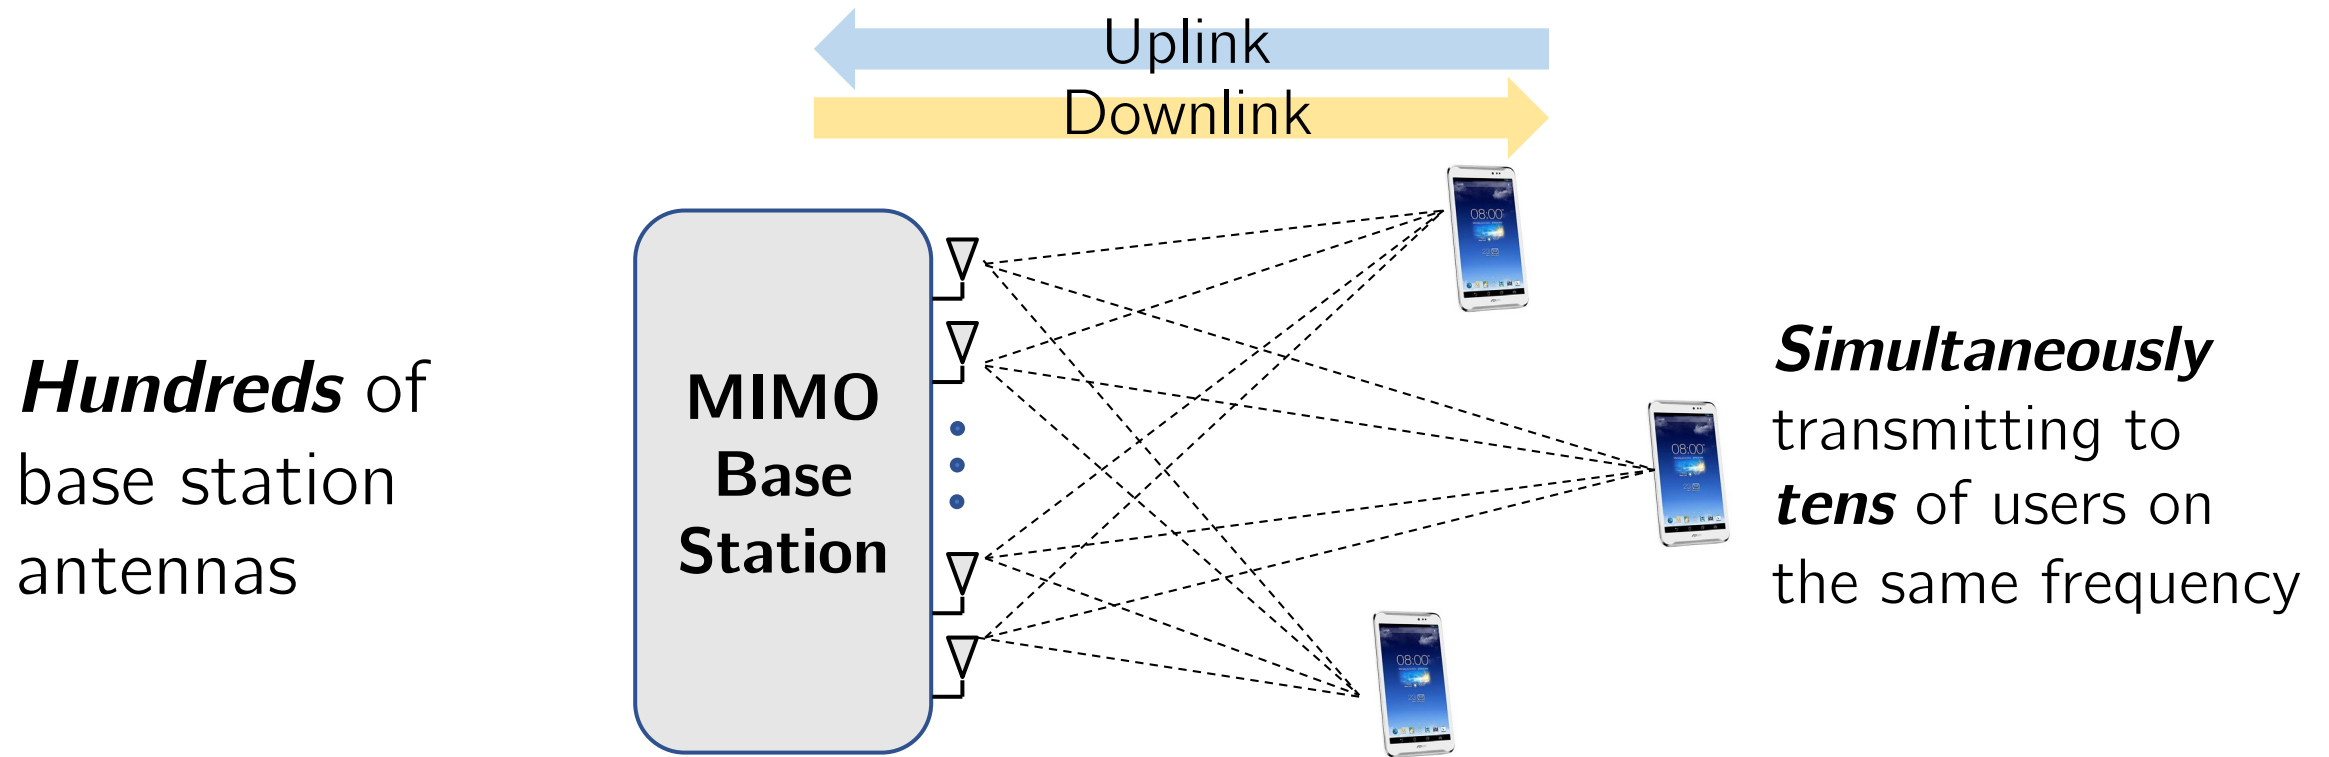 Uplink
Downlink
Hundreds of
base station
antennas
MIMO
Base
Station
Simultaneously
transmitting to
tens of users on
the same frequency
08:00
08:00
08:00